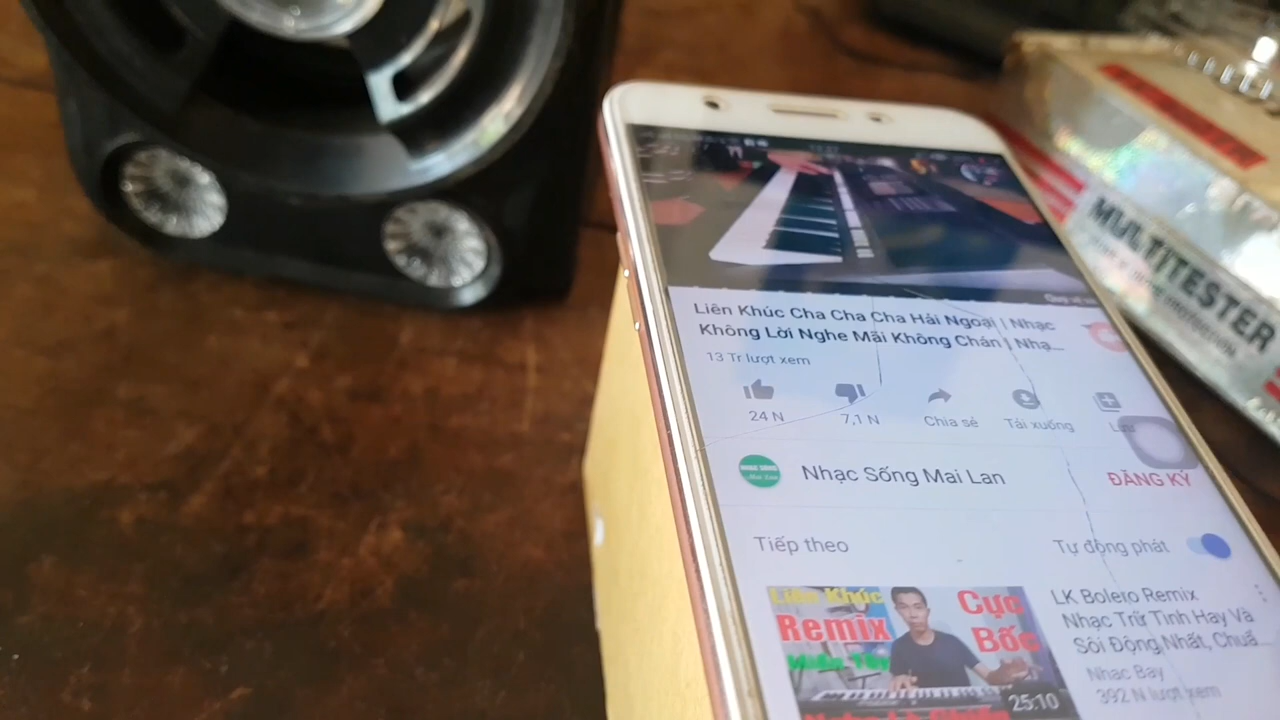 Liên Khúc Cha Cha Cha Hải Ngoại | Nhạc
Không Lời Nghe Mãi Không Chán | Nhạ...
13 Tr lượt xem
24 N
7,1 N
Chia sẻ
Tải xuống
Nhạc Sống Mai Lan
ĐĂNG KÝ
Tiếp theo
Tự động phát
Liên Khúc
Remix
Miền Tây
Cực
Bốc
25:10
LK Bolero Remix
Nhạc Trữ Tình Hay Và
Sôi Động Nhất, Chuẩ...
Nhac Bay
392 N lượt xem
MULTITESTER